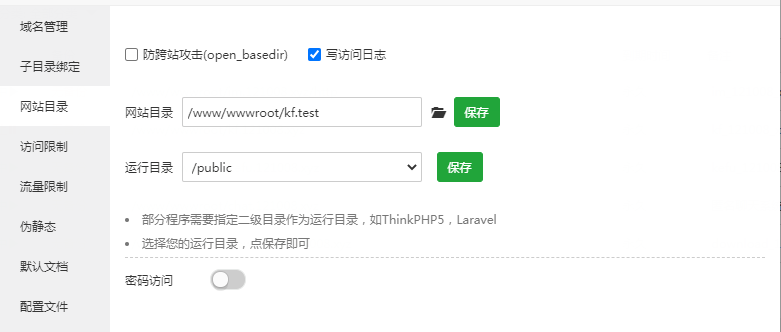 域名管理
子目录绑定
网站目录
访问限制
流量限制
伪静态
默认文档
配置文件
防跨站攻击(open_basedir) 写访问日志
网站目录 /www/wwwroot/kf.test 保存
运行目录 /public 保存
部分程序需要指定二级目录作为运行目录，如ThinkPHP5，Laravel
选择您的运行目录，点保存即可
密码访问